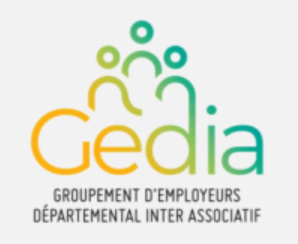 Gedia
GROUPEMENT D'EMPLOYEURS
DÉPARTEMENTAL INTER ASSOCIATIF